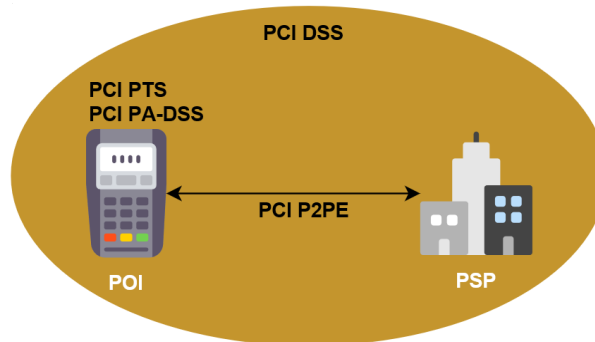 PCI DSS
PCI PTS
PCI PA-DSS
PCI P2PE
POI
PSP